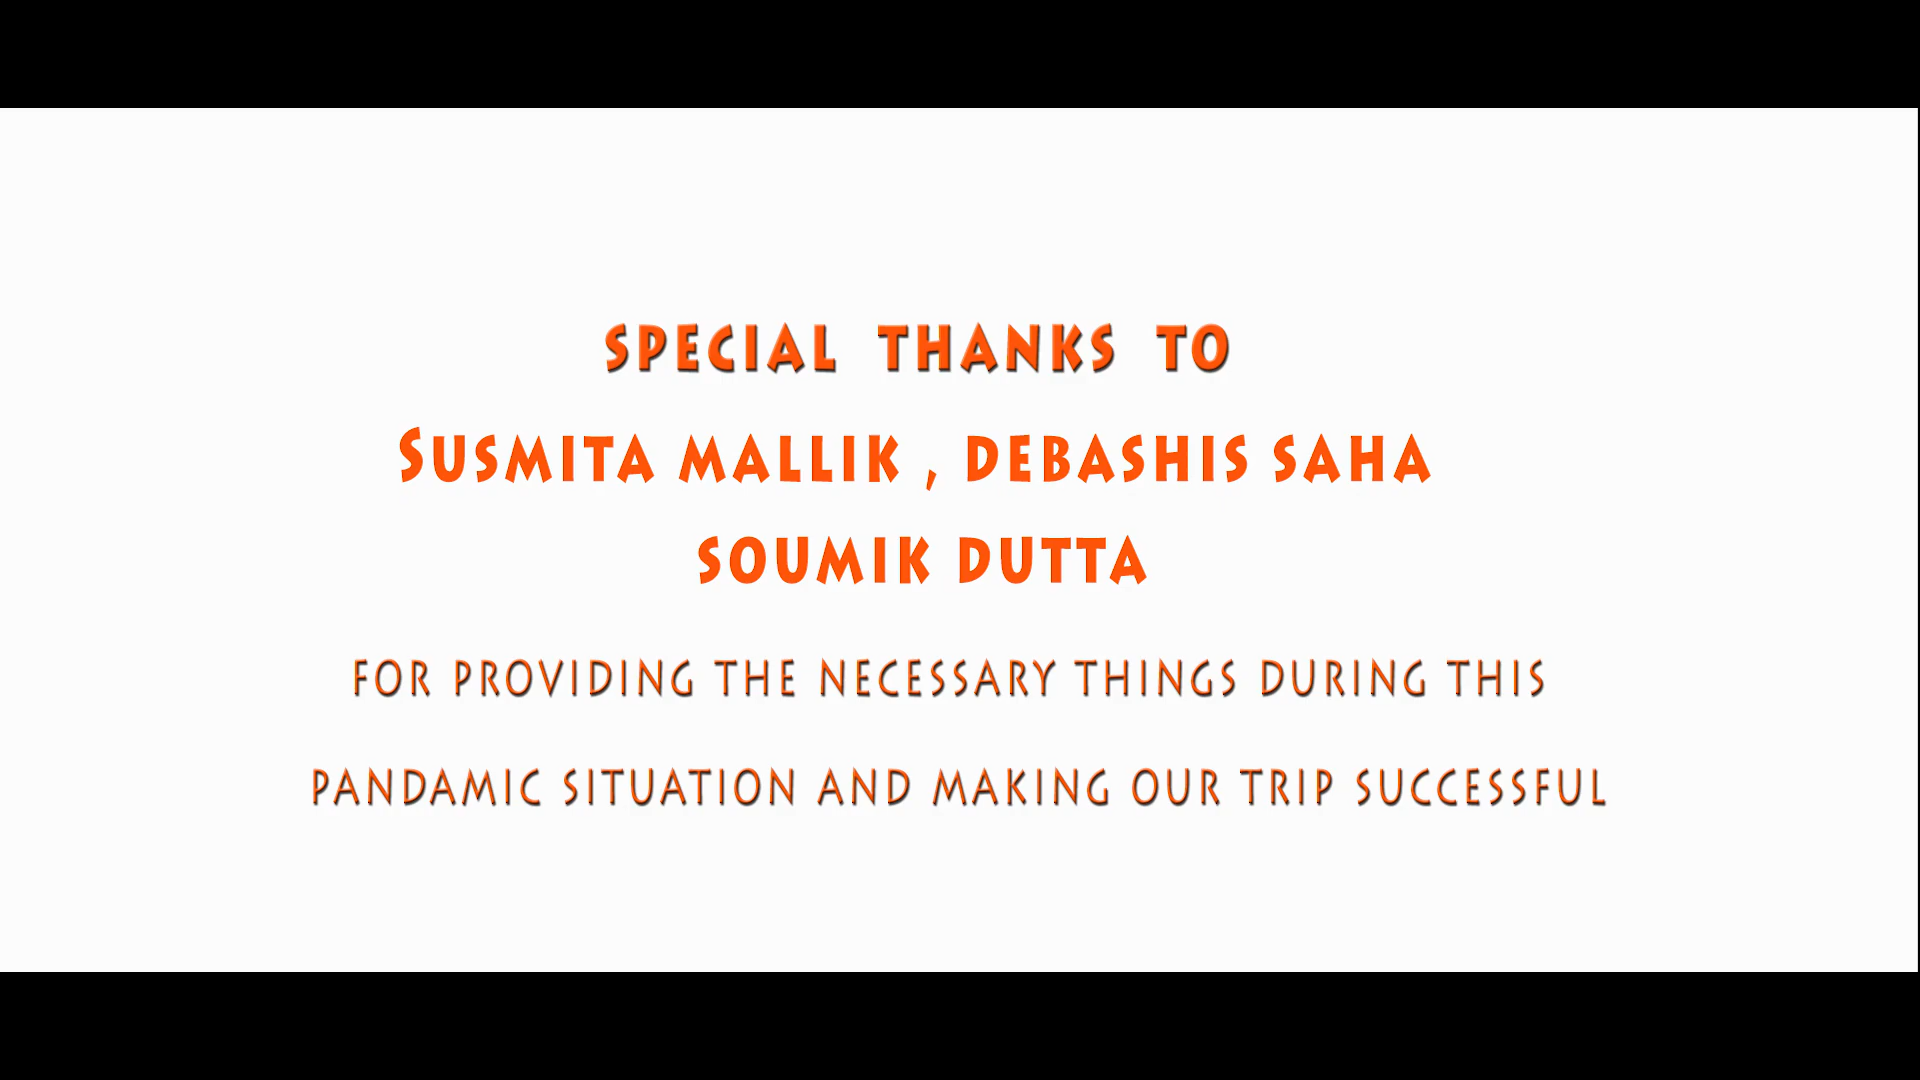 SPECIAL THANKS TO
SUSMITA MALLIK , DEBASHIS SAHA
SOUMIK DUTTA
FOR PROVIDING THE NECESSARY THINGS DURING THIS
PANDAMIC SITUATION AND MAKING OUR TRIP SUCCESSFUL